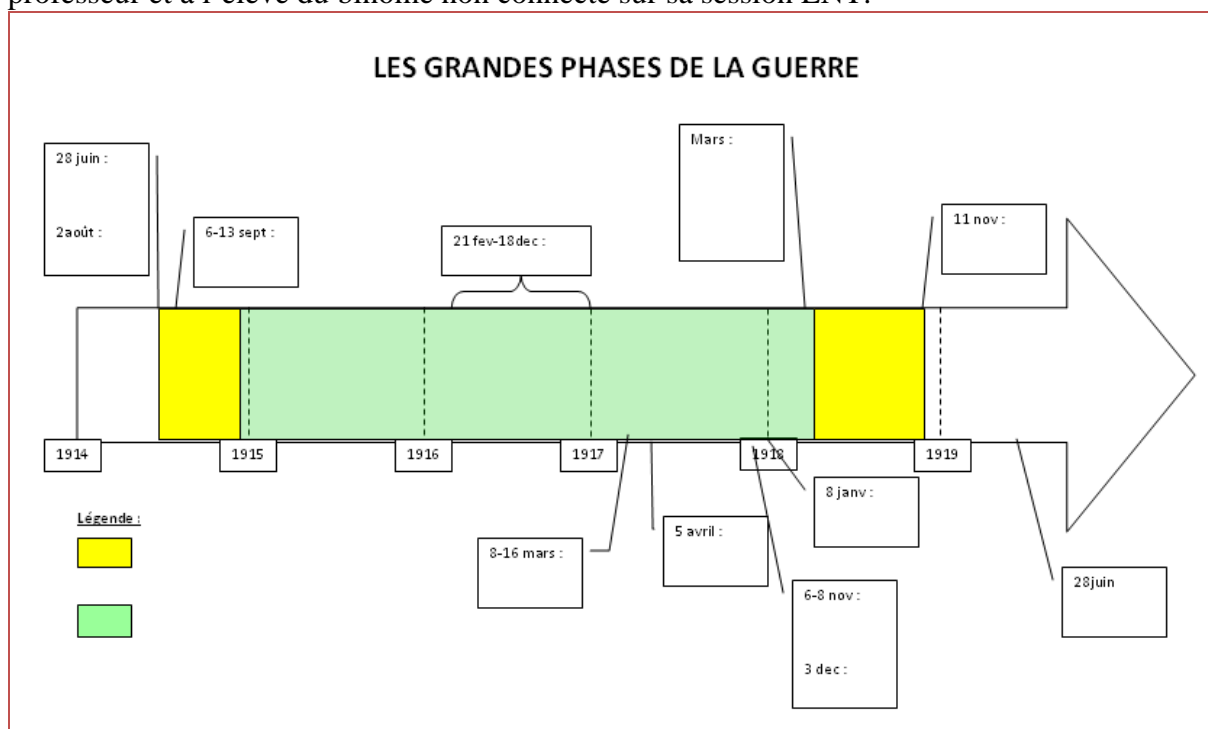 professeur et à l'élève du binôme non connecté sur sa session ENT.
LES GRANDES PHASES DE LA GUERRE
28 juin :
2août :
6-13 sept :
21 fev-18dec :
Mars :
11 nov :
1914
1915
1916
1917
1918
1919
Légende :
8-16 mars :
5 avril :
8 janv :
6-8 nov :
3 dec :
28juin